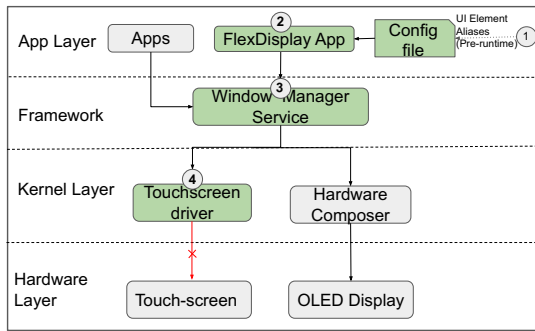 UI Element
Aliases
(Pre-runtime)
1
2
App Layer
Apps
FlexDisplay App
Config
file
3
Window Manager
Service
Framework
4
Kernel Layer
Touchscreen
driver
Hardware
Composer
Hardware
Layer
Touch-screen
OLED Display